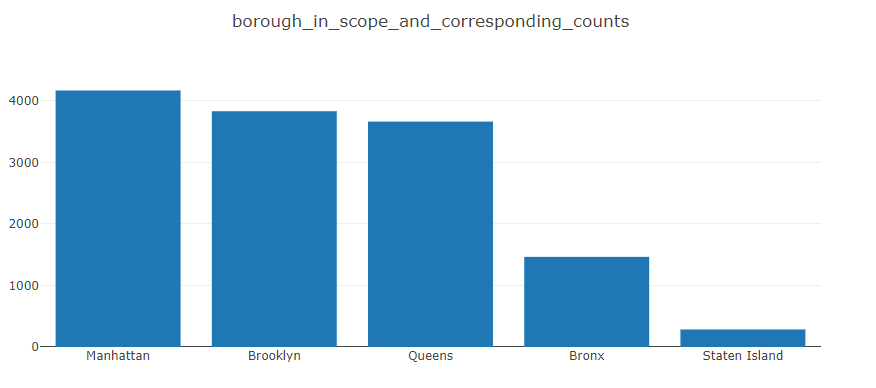 borough_in_scope_and_corresponding_counts
4000
3000
2000
1000
0
Manhattan Brooklyn Queens Bronx Staten Island